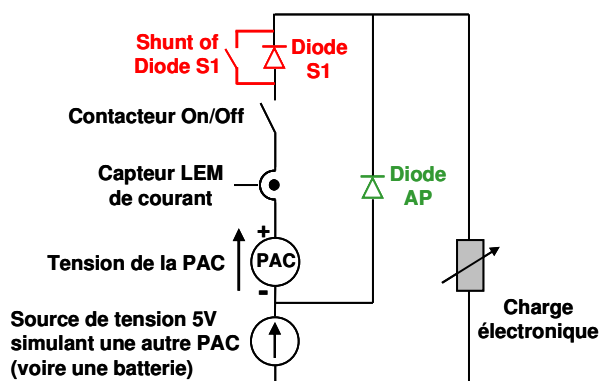 Shunt of
Diode S1
Diode
S1
Contacteur On/Off
Capteur LEM
de courant
Diode
AP
+
Tension de la PAC
PAC
-
Source de tension 5V
simulant une autre PAC
(voire une batterie)
Charge
électronique